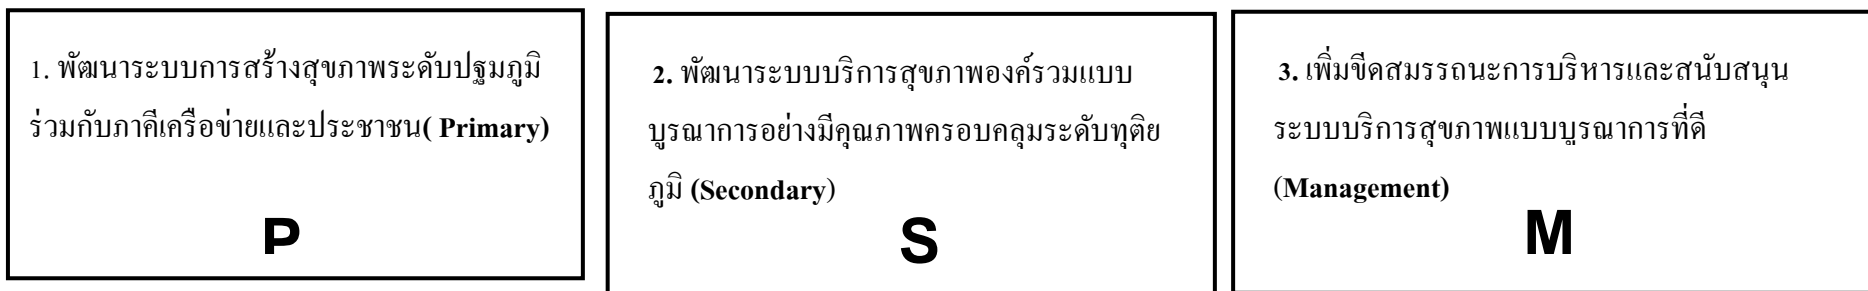 1. พัฒนาระบบการสร้างสุขภาพระดับปฐมภูมิ
ร่วมกับภาคีเครือข่ายและประชาชน( Primary)
P
2. พัฒนาระบบบริการสุขภาพองค์รวมแบบ
บูรณาการอย่างมีคุณภาพครอบคลุมระดับทุติย
ภูมิ (Secondary)
S
3. เพิ่มขีดสมรรถนะการบริหารและสนับสนุน
ระบบบริการสุขภาพแบบบูรณาการที่ดี
(Management)
M